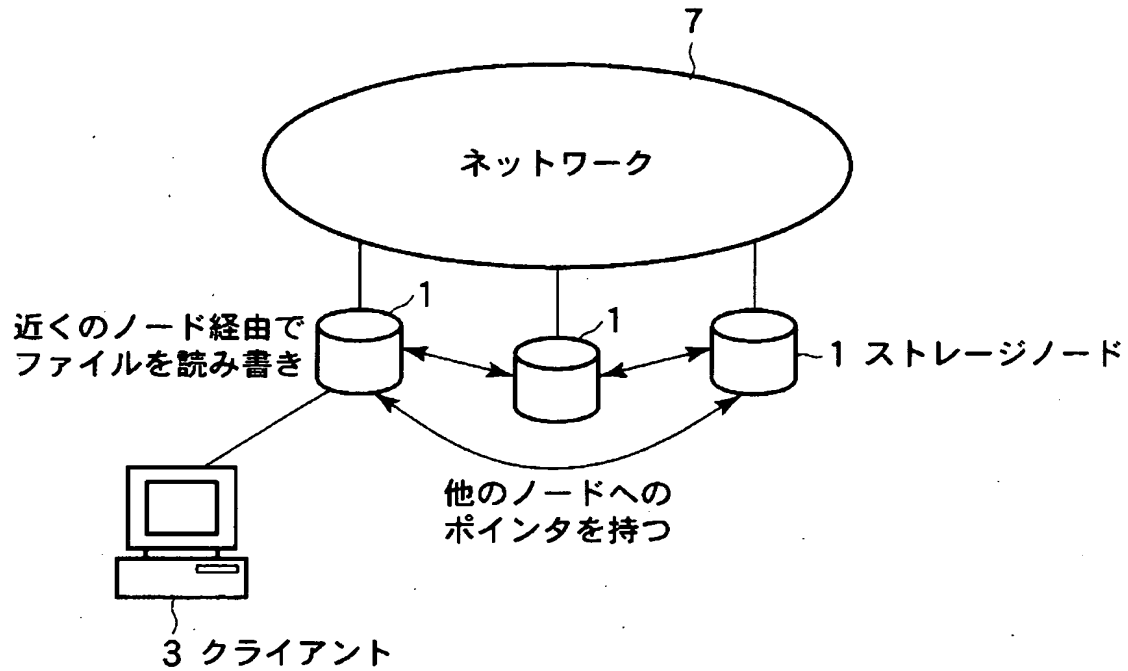 7
ネットワーク
1
1
近くのノード経由で
ファイルを読み書き
1 ストレージノード
他のノードへの
ポインタを持つ
3 クライアント